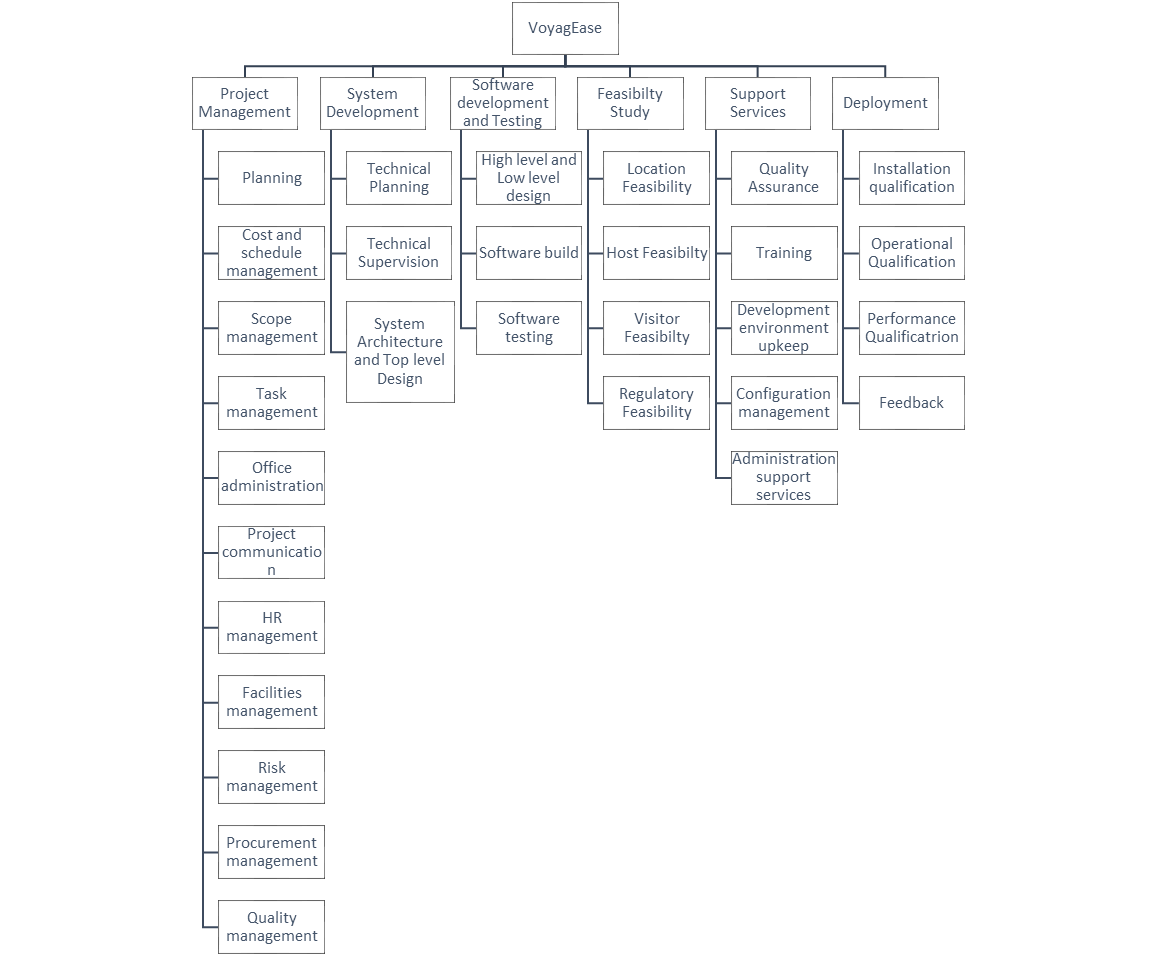 VoyagEase
Project
Management
System
Development
Software
development
and Testing
Feasibilty
Study
Support
Services
Deployment
Planning
Cost and
schedule
management
Scope
management
Task
management
Office
administration
Project
communicatio
n
HR
management
Facilities
management
Risk
management
Procurement
management
Quality
management
Technical
Planning
Technical
Supervision
System
Architecture
and Top level
Design
High level and
Low level
design
Software build
Software
testing
Location
Feasibility
Host Feasibilty
Visitor
Feasibilty
Regulatory
Feasibility
Quality
Assurance
Training
Development
environment
upkeep
Configuration
management
Administration
support
services
Installation
qualification
Operational
Qualification
Performance
Qualificatrion
Feedback